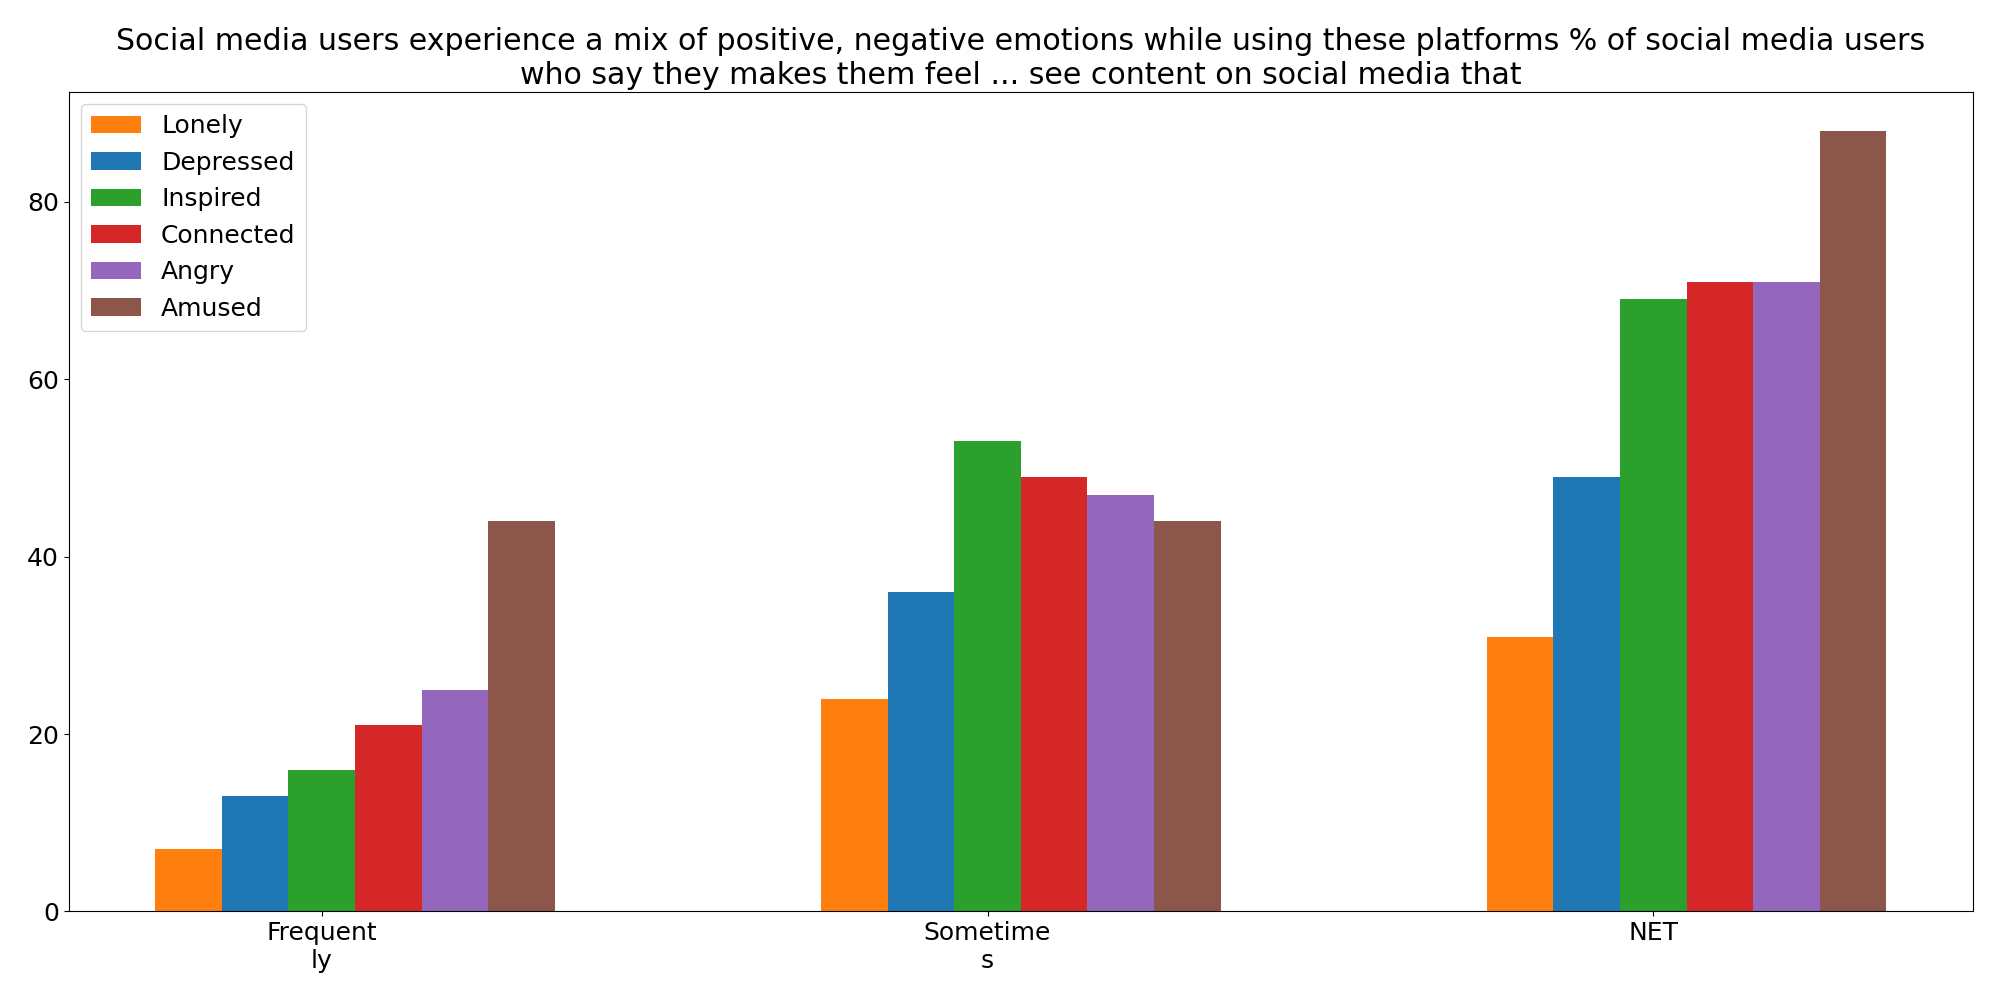 Social media users experience a mix of positive, negative emotions while using these platforms % of social media users
who say they makes them feel ... see content on social media that
Lonely
Depressed
Inspired
Connected
Angry
Amused
80
60
40
20
0
Frequent
ly
Sometime
s
NET